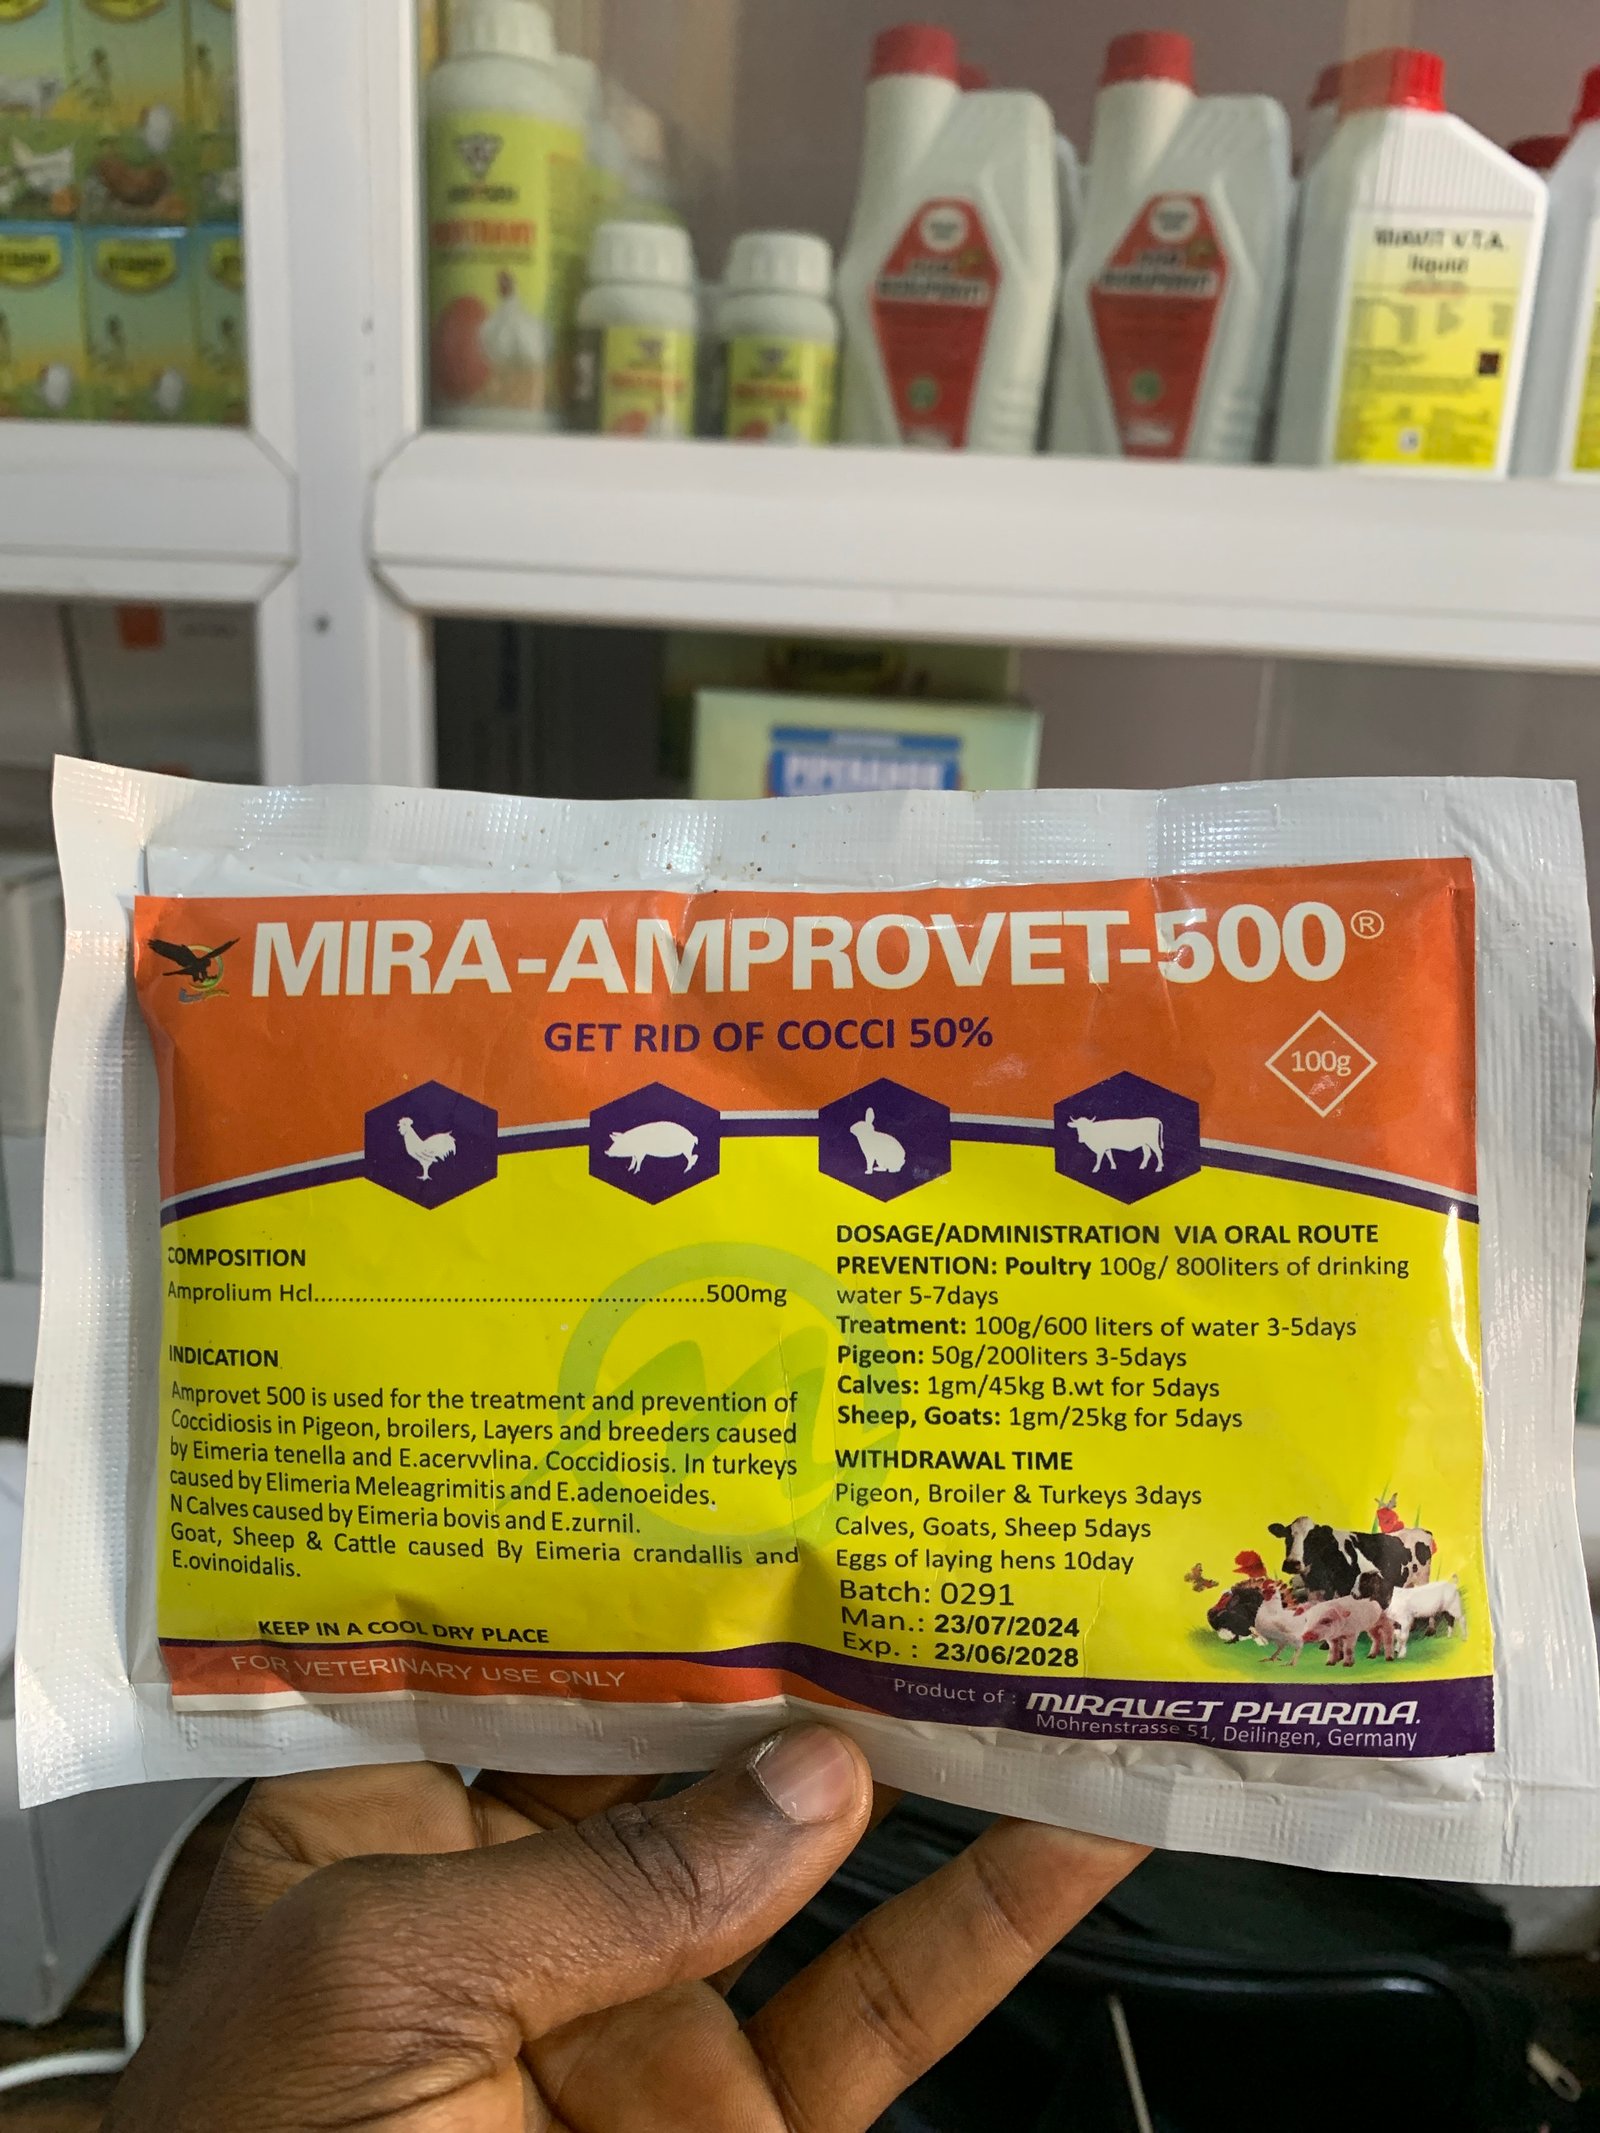 MIRAVIT V.T.A.
liquid
MIRA-AMPROVET-500®
GET RID OF COCCI 50%
100g
COMPOSITION
Amprolium Hcl..........................................................500mg
INDICATION
Amprovet 500 is used for the treatment and prevention of
Coccidiosis in Pigeon, broilers, Layers and breeders caused
by Eimeria tenella and E.acervvlina. Coccidiosis. In turkeys
caused by Elimeria Meleagrimitis and E.adenoeides.
N Calves caused by Eimeria bovis and E.zurnil.
Goat, Sheep & Cattle caused By Eimeria crandallis and
E.ovinoidalis.
KEEP IN A COOL DRY PLACE
FOR VETERINARY USE ONLY
DOSAGE/ADMINISTRATION VIA ORAL ROUTE
PREVENTION: Poultry 100g/ 800liters of drinking
water 5-7days
Treatment: 100g/600 liters of water 3-5days
Pigeon: 50g/200liters 3-5days
Calves: 1gm/45kg B.wt for 5days
Sheep, Goats: 1gm/25kg for 5days
WITHDRAWAL TIME
Pigeon, Broiler & Turkeys 3days
Calves, Goats, Sheep 5days
Eggs of laying hens 10day
Batch: 0291
Man.: 23/07/2024
Exp. : 23/06/2028
Product of : MIRAVET PHARMA.
Mohrenstrasse 51, Deilingen, Germany